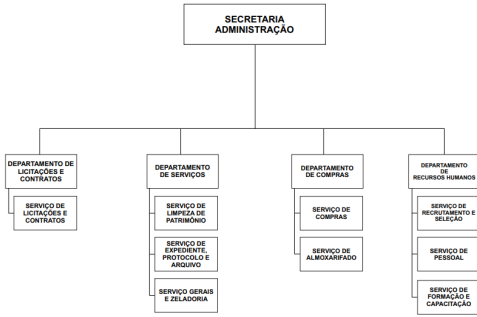 SECRETARIA
ADMINISTRAÇÃO
DEPARTAMENTO DE
LICITAÇÕES E
CONTRATOS
SERVIÇO DE
LICITAÇÕES E
CONTRATOS
DEPARTAMENTO
DE SERVIÇOS
SERVIÇO DE
LIMPEZA DE
PATRIMÔNIO
SERVIÇO DE
EXPEDIENTE,
PROTOCOLO E
ARQUIVO
SERVIÇO GERAIS
E ZELADORIA
DEPARTAMENTO
DE COMPRAS
SERVIÇO DE
COMPRAS
SERVIÇO DE
ALMOXARIFADO
DEPARTAMENTO
DE
RECURSOS HUMANOS
SERVIÇO DE
RECRUTAMENTO E
SELEÇÃO
SERVIÇO DE
PESSOAL
SERVIÇO DE
FORMAÇÃO E
CAPACITAÇÃO